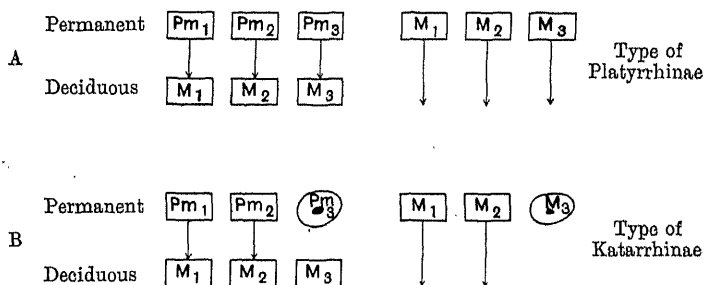 Permanent Pm1 Pm2 Pm3 M1 M2 M3
A Type of
Platyrrhinae
Deciduous M1 M2 M3
Permanent Pm1 Pm2 Pm3 M1 M2 M3
B Type of
Katarrhinae
Deciduous M1 M2 M3